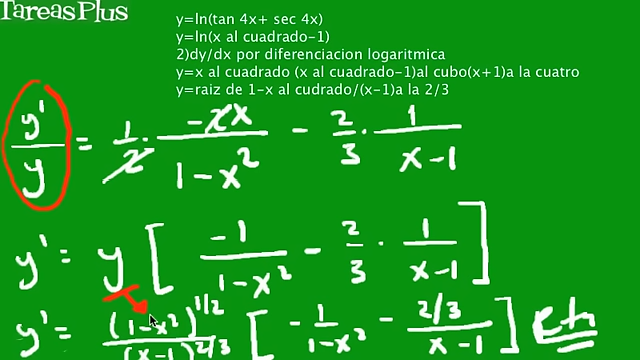 TareasPlus
y=ln(tan 4x+ sec 4x)
y=ln(x al cuadrado-1)
2)dy/dx por diferenciacion logaritmica
y=x al cuadrado (x al cuadrado-1)al cubo(x+1)a la cuatro
y=raiz de 1-x al cudrado/(x-1)a la 2/3
y'/y = 1/2 · -2x/(1-x²) - 2/3 · 1/(x-1)
y' = y [ -1/(1-x²) - 2/3 · 1/(x-1) ]
y' = (1-x²)^1/2/(x-1)^2/3 [ -1/(1-x²) - 2/3/(x-1) ]